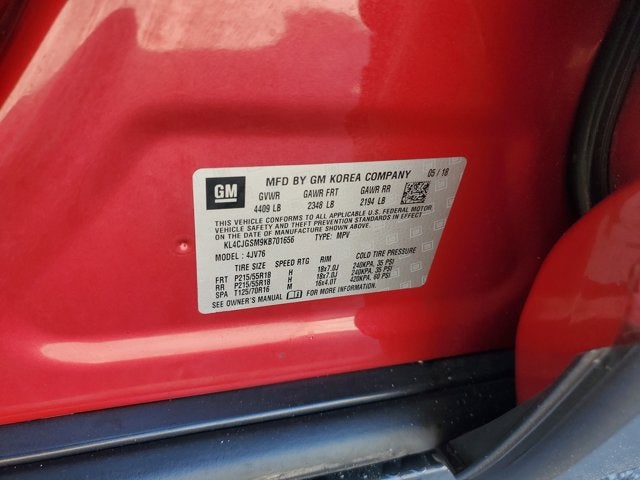 GM
MFD BY GM KOREA COMPANY 05 / 18
GVWR GAWR FRT GAWR RR
4409 LB 2348 LB 2194 LB
THIS VEHICLE CONFORMS TO ALL APPLICABLE U.S. FEDERAL MOTOR
VEHICLE SAFETY AND THEFT PREVENTION STANDARDS IN EFFECT ON
THE DATE OF MANUFACTURE SHOWN ABOVE.
KL4CJGSM9KB701656 TYPE: MPV
MODEL : 4JV76
TIRE SIZE SPEED RTG RIM COLD TIRE PRESSURE
FRT P215/55R18 H 18x7.0J 240KPA, 35 PSI
RR P215/55R18 H 18x7.0J 240KPA, 35 PSI
SPA T125/70R16 M 16x4.0T 420KPA, 60 PSI
SEE OWNER'S MANUAL FOR ADDITIONAL INFORMATION